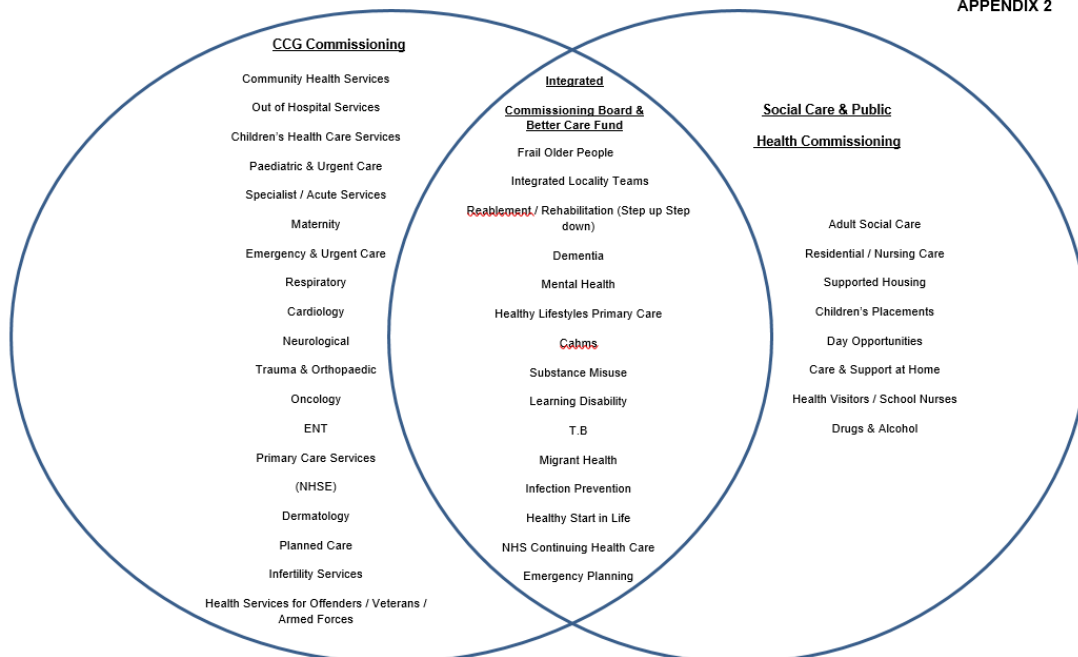 APPENDIX 2
CCG Commissioning
Community Health Services
Out of Hospital Services
Children's Health Care Services
Paediatric & Urgent Care
Specialist / Acute Services
Maternity
Emergency & Urgent Care
Respiratory
Cardiology
Neurological
Trauma & Orthopaedic
Oncology
ENT
Primary Care Services
(NHSE)
Dermatology
Planned Care
Infertility Services
Health Services for Offenders / Veterans /
Armed Forces
Integrated
Commissioning Board &
Better Care Fund
Frail Older People
Integrated Locality Teams
Reablement / Rehabilitation (Step up Step
down)
Dementia
Mental Health
Healthy Lifestyles Primary Care
Cahms
Substance Misuse
Learning Disability
T.B
Migrant Health
Infection Prevention
Healthy Start in Life
NHS Continuing Health Care
Emergency Planning
Social Care & Public
Health Commissioning
Adult Social Care
Residential / Nursing Care
Supported Housing
Children's Placements
Day Opportunities
Care & Support at Home
Health Visitors / School Nurses
Drugs & Alcohol